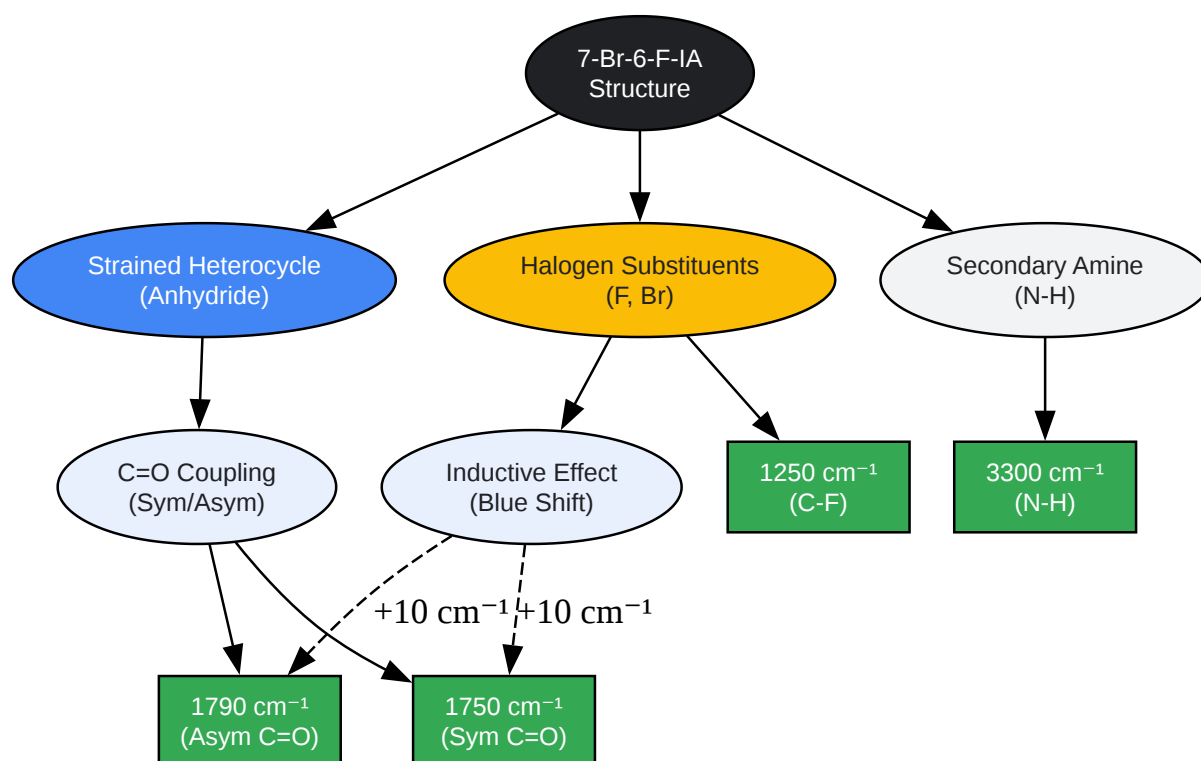 7-Br-6-F-IA
Structure
Strained Heterocycle
(Anhydride)
Halogen Substituents
(F, Br)
Secondary Amine
(N-H)
C=O Coupling
(Sym/Asym)
Inductive Effect
(Blue Shift)
1250 cm⁻¹
(C-F)
3300 cm⁻¹
(N-H)
+10 cm⁻¹
+10 cm⁻¹
1790 cm⁻¹
(Asym C=O)
1750 cm⁻¹
(Sym C=O)